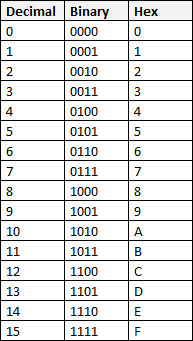 Decimal Binary Hex
0 0000 0
1 0001 1
2 0010 2
3 0011 3
4 0100 4
5 0101 5
6 0110 6
7 0111 7
8 1000 8
9 1001 9
10 1010 A
11 1011 B
12 1100 C
13 1101 D
14 1110 E
15 1111 F